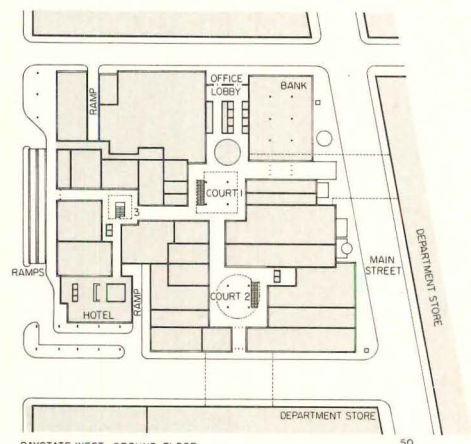 OFFICE
LOBBY
BANK
RAMP
COURT 1
3
RAMPS
HOTEL
RAMP
COURT 2
MAIN
STREET
DEPARTMENT STORE
DEPARTMENT STORE
BAYSTATE WEST, GROUND FLOOR
50